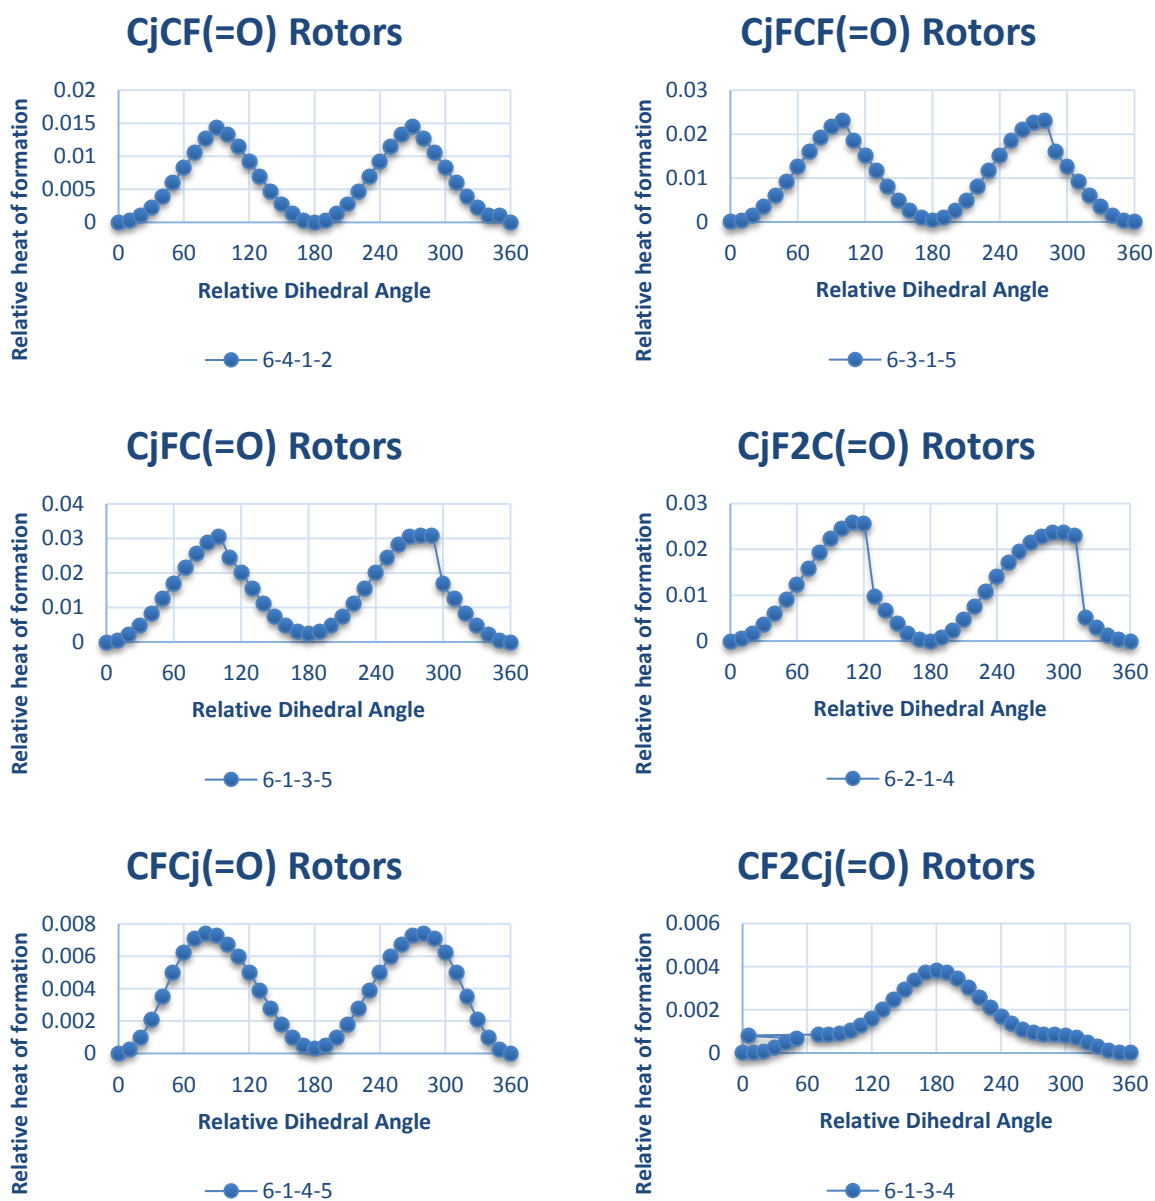 CjCF(=O) Rotors
Relative heat of formation
0.02
0.015
0.01
0.005
0
0 60 120 180 240 300 360
Relative Dihedral Angle
6-4-1-2
CjFCF(=O) Rotors
Relative heat of formation
0.03
0.02
0.01
0
0 60 120 180 240 300 360
Relative Dihedral Angle
6-3-1-5
CjFC(=O) Rotors
Relative heat of formation
0.04
0.03
0.02
0.01
0
0 60 120 180 240 300 360
Relative Dihedral Angle
6-1-3-5
CjF2C(=O) Rotors
Relative heat of formation
0.03
0.02
0.01
0
0 60 120 180 240 300 360
Relative Dihedral Angle
6-2-1-4
CFCj(=O) Rotors
Relative heat of formation
0.008
0.006
0.004
0.002
0
0 60 120 180 240 300 360
Relative Dihedral Angle
6-1-4-5
CF2Cj(=O) Rotors
Relative heat of formation
0.006
0.004
0.002
0
0 60 120 180 240 300 360
Relative Dihedral Angle
6-1-3-4